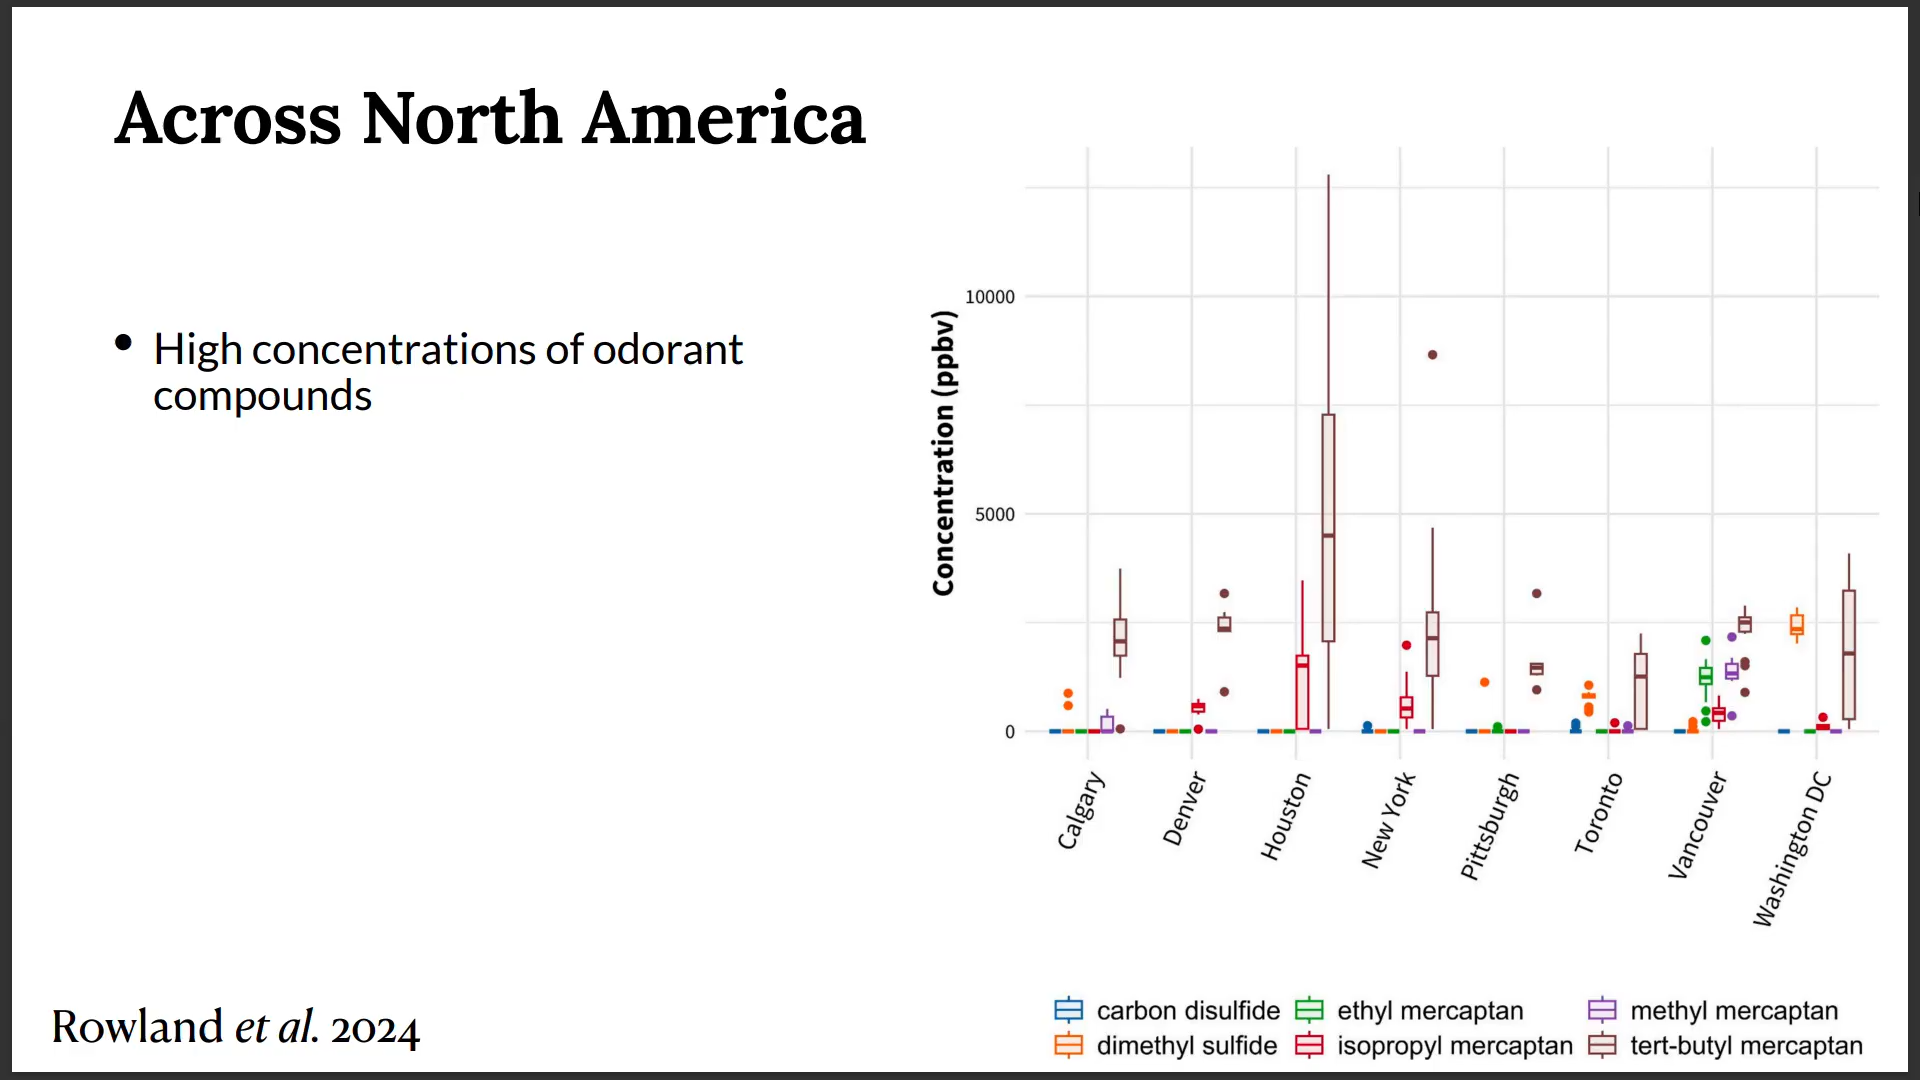 Across North America
• High concentrations of odorant
compounds
Concentration (ppbv)
10000
5000
0
Calgary
Denver
Houston
New York
Pittsburgh
Toronto
Vancouver
Washington DC
carbon disulfide ethyl mercaptan methyl mercaptan
dimethyl sulfide isopropyl mercaptan tert-butyl mercaptan
Rowland et al. 2024